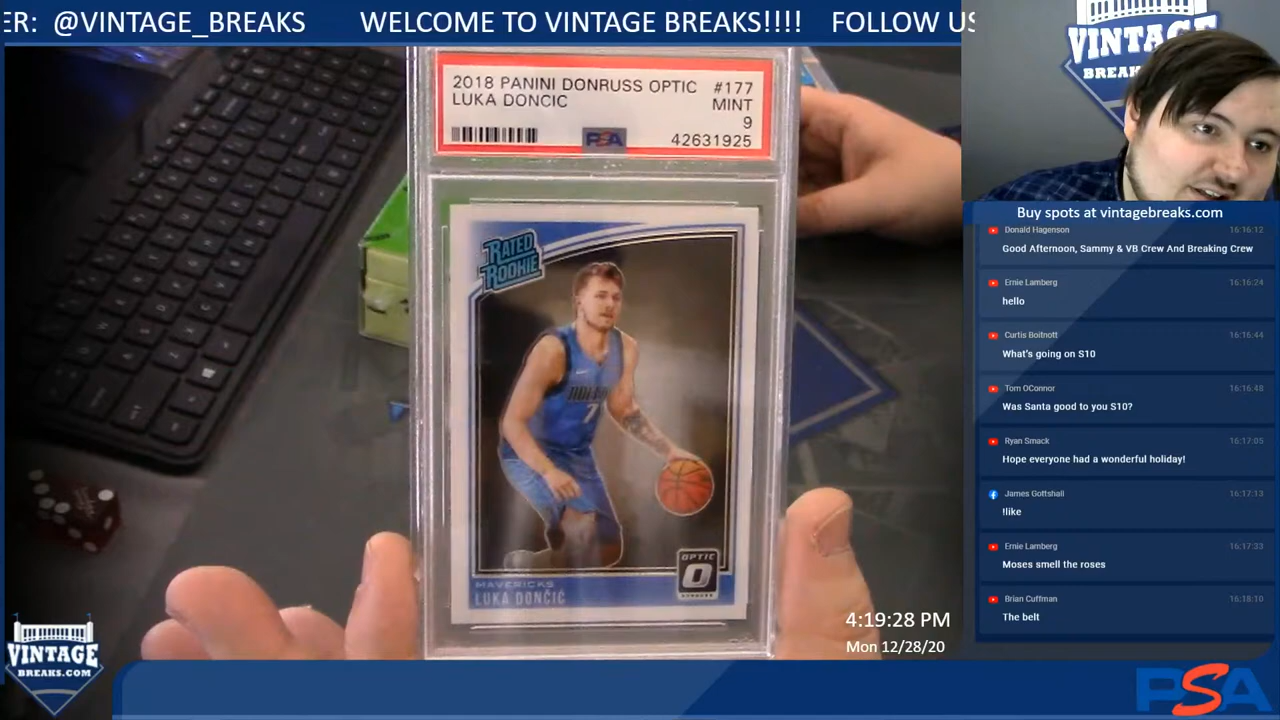 ER: @VINTAGE_BREAKS WELCOME TO VINTAGE BREAKS!!!! FOLLOW US
VINTAGE
BREAK
2018 PANINI DONRUSS OPTIC #177
LUKA DONCIC MINT
9
PSA 42631925
RATED
ROOKIE
7
OPTIC
MAVERICKS
LUKA DONČIĆ
Buy spots at vintagebreaks.com
Donald Hagenson 16:16:12
Good Afternoon, Sammy & VB Crew And Breaking Crew
Ernie Lamberg 16:16:24
hello
Curtis Boitnott 16:16:44
What's going on S10
Tom OConnor 16:16:48
Was Santa good to you S10?
Ryan Smack 16:17:05
Hope everyone had a wonderful holiday!
James Gottshall 16:17:13
!like
Ernie Lamberg 16:17:33
Moses smell the roses
Brian Cuffman 16:18:10
The belt
4:19:28 PM
Mon 12/28/20
VINTAGE
BREAKS.COM
PSA